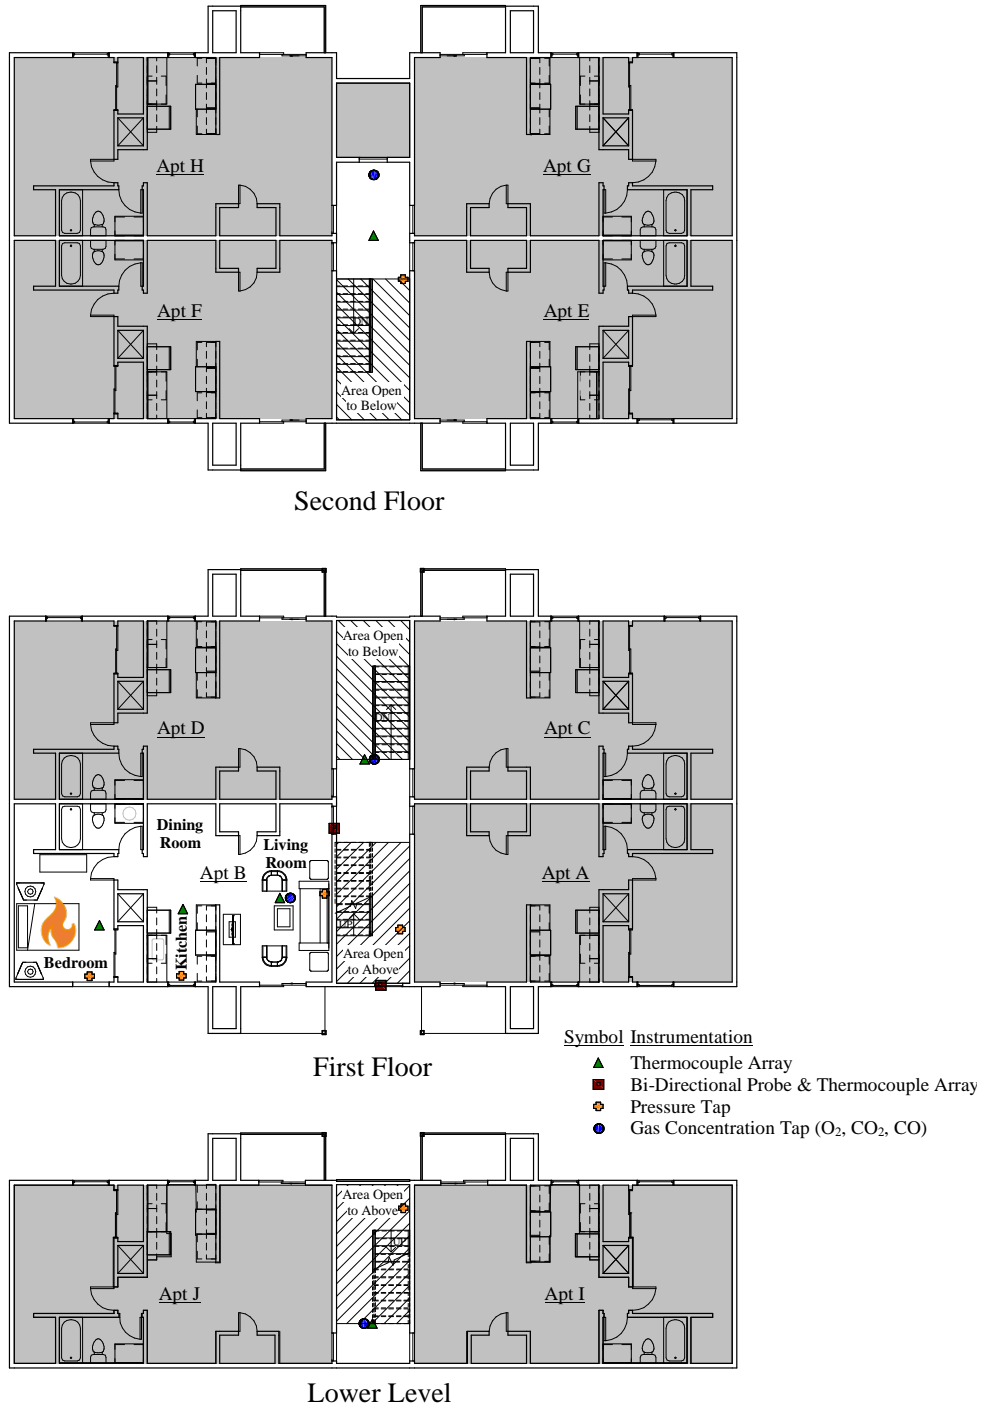 Apt H
Apt G
Apt F
Apt E
Area Open
to Below
Second Floor
Area Open
to Below
Apt D
Apt C
Dining
Room
Living
Room
Apt B
Apt A
Kitchen
Bedroom
UP
Area Open
to Above
First Floor
Symbol Instrumentation
Thermocouple Array
Bi-Directional Probe & Thermocouple Array
Pressure Tap
Gas Concentration Tap (O₂, CO₂, CO)
Area Open
to Above
Apt J
Apt I
Lower Level